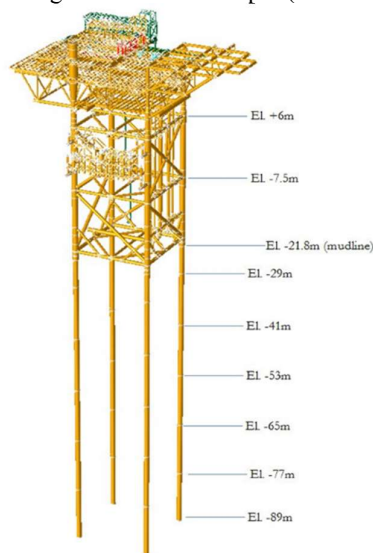 El. +6m
El. -7.5m
El. -21.8m (mudline)
El. -29m
El. -41m
El. -53m
El. -65m
El. -77m
El. -89m